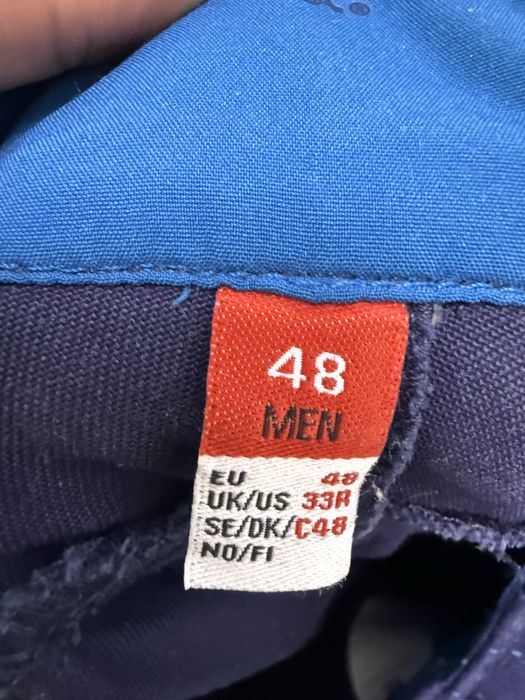 48
MEN
EU 48
UK/US 33R
SE/DK/ C48
NO/FI